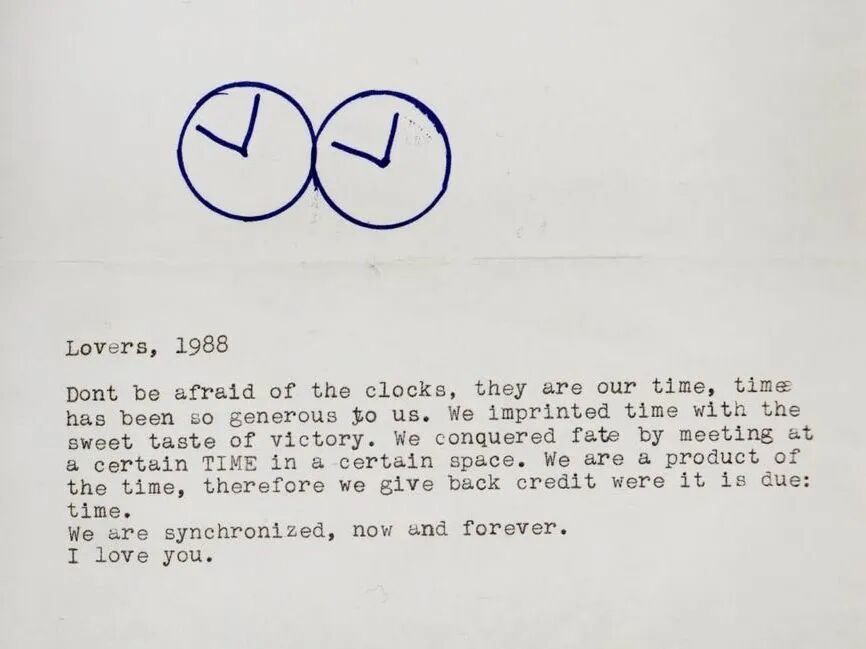 Lovers, 1988
Dont be afraid of the clocks, they are our time, time
has been so generous to us. We imprinted time with the
sweet taste of victory. We conquered fate by meeting at
a certain TIME in a certain space. We are a product of
the time, therefore we give back credit were it is due:
time.
We are synchronized, now and forever.
I love you.